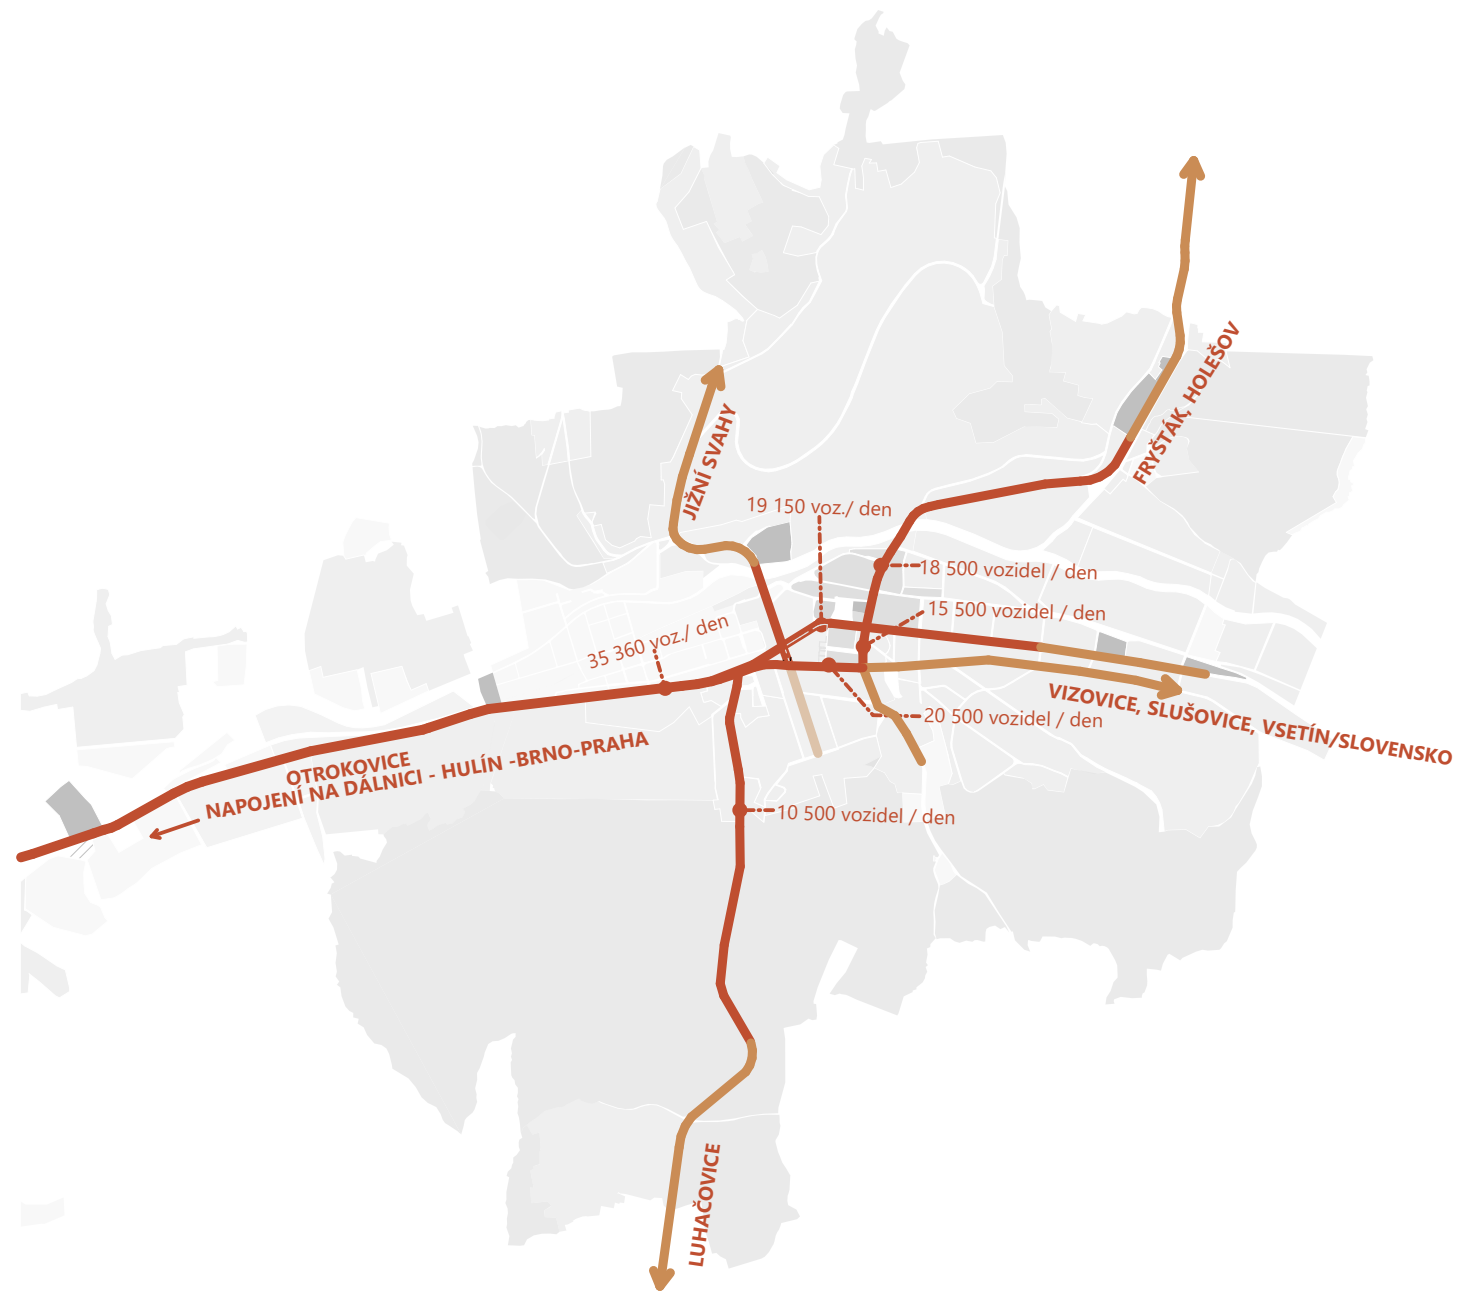 FRYŠTÁK, HOLEŠOV
JIŽNÍ SVAHY
19 150 voz./ den
18 500 vozidel / den
15 500 vozidel / den
35 360 voz./ den
VIZOVICE, SLUŠOVICE, VSETÍN/SLOVENSKO
20 500 vozidel / den
OTROKOVICE
NAPOJENÍ NA DÁLNICI - HULÍN -BRNO-PRAHA
10 500 vozidel / den
LUHAČOVICE